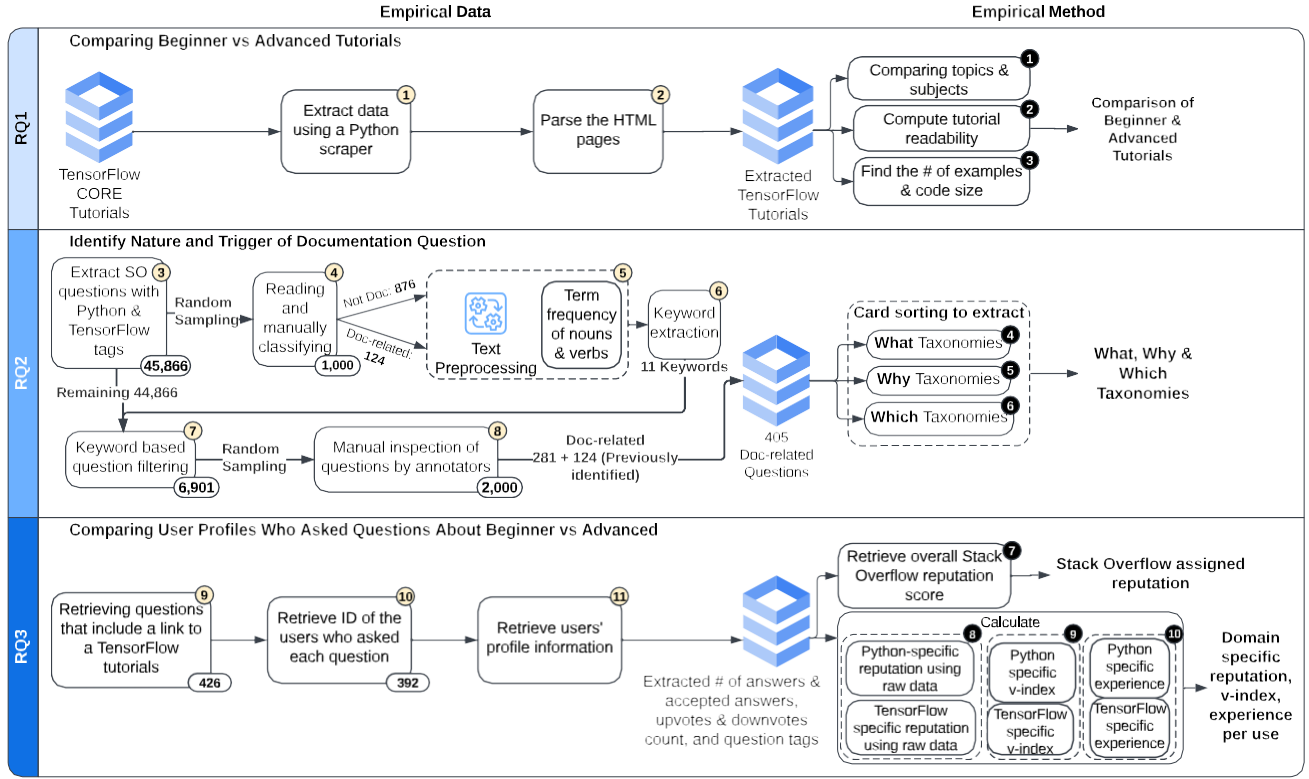 Empirical Data
Empirical Method
RQ1
Comparing Beginner vs Advanced Tutorials
TensorFlow
CORE
Tutorials
1
Extract data
using a Python
scraper
2
Parse the HTML
pages
Extracted
TensorFlow
Tutorials
1
Comparing topics &
subjects
2
Compute tutorial
readability
3
Find the # of examples
& code size
Comparison of
Beginner &
Advanced
Tutorials
RQ2
Identify Nature and Trigger of Documentation Question
3
Extract SO
questions with
Python &
TensorFlow
tags
45,866
Random
Sampling
4
Reading
and
manually
classifying
1,000
Not Doc: 876
Doc-related:
124
5
Text
Preprocessing
Term
frequency
of nouns
& verbs
6
Keyword
extraction
11 Keywords
Remaining 44,866
7
Keyword based
question filtering
6,901
Random
Sampling
8
Manual inspection of
questions by annotators
2,000
Doc-related
281 + 124 (Previously
identified)
405
Doc-related
Questions
Card sorting to extract
4
What Taxonomies
5
Why Taxonomies
6
Which Taxonomies
What, Why &
Which
Taxonomies
RQ3
Comparing User Profiles Who Asked Questions About Beginner vs Advanced
9
Retrieving questions
that include a link to
a TensorFlow
tutorials
426
10
Retrieve ID of the
users who asked
each question
392
11
Retrieve users'
profile information
Extracted # of answers &
accepted answers,
upvotes & downvotes
count, and question tags
7
Retrieve overall Stack
Overflow reputation
score
Stack Overflow assigned
reputation
Calculate
8
Python-specific
reputation using
raw data
TensorFlow
specific reputation
using raw data
9
Python
specific
v-index
TensorFlow
specific
v-index
10
Python
specific
experience
TensorFlow
specific
experience
Domain
specific
reputation,
v-index,
experience
per use